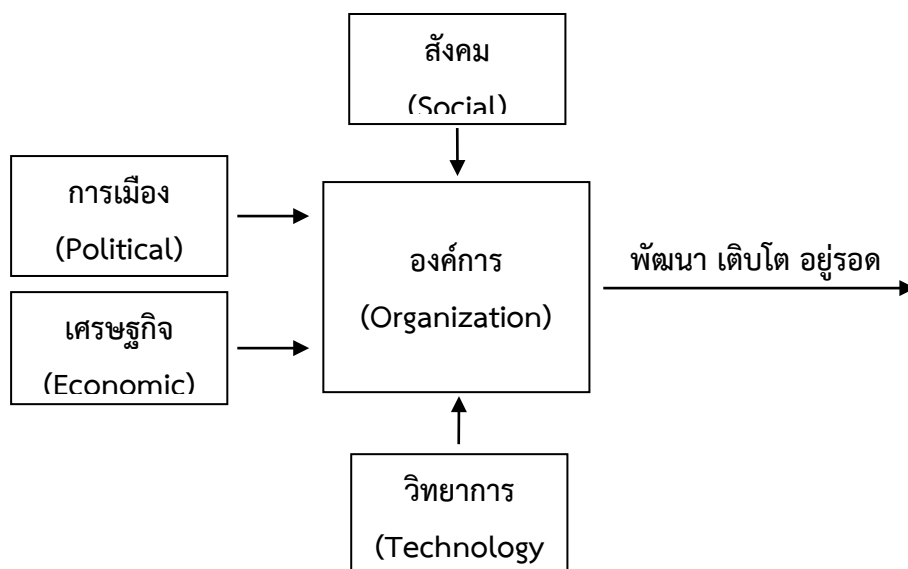 สังคม
(Social)
การเมือง
(Political)
องค์การ
(Organization)
พัฒนา เติบโต อยู่รอด
เศรษฐกิจ
(Economic)
วิทยาการ
(Technology